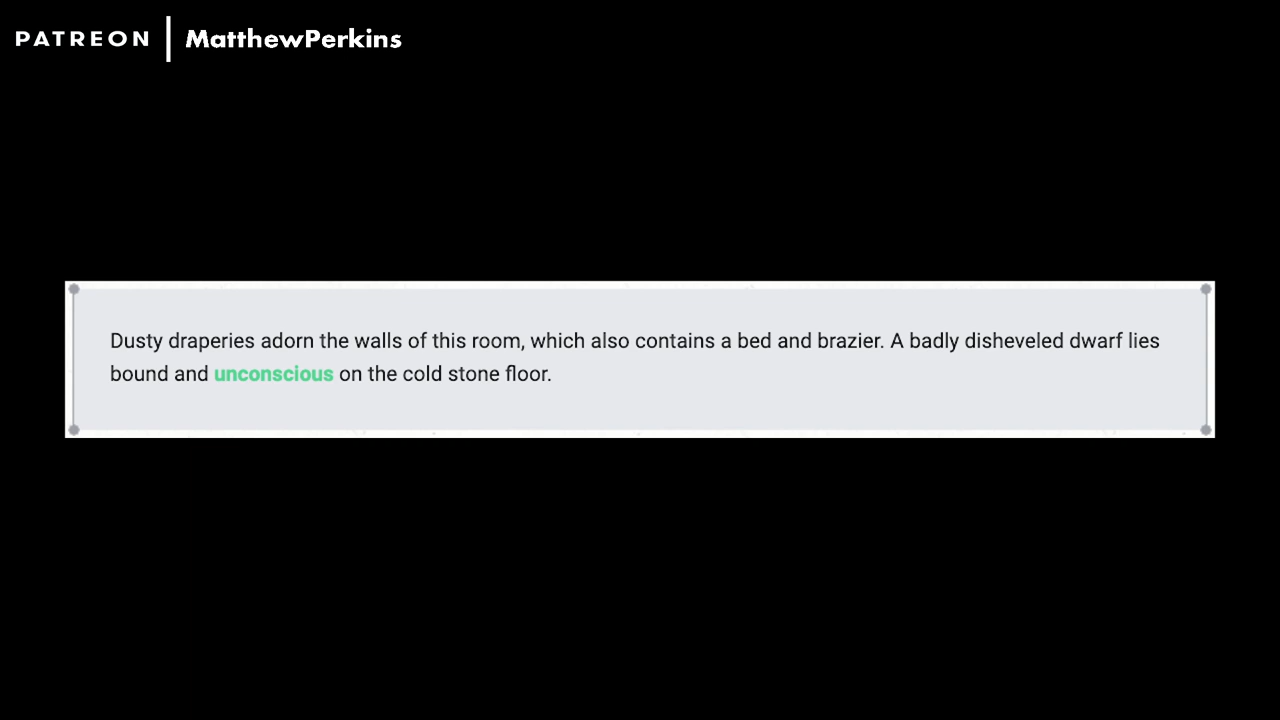 PATREON | MatthewPerkins
Dusty draperies adorn the walls of this room, which also contains a bed and brazier. A badly disheveled dwarf lies
bound and unconscious on the cold stone floor.